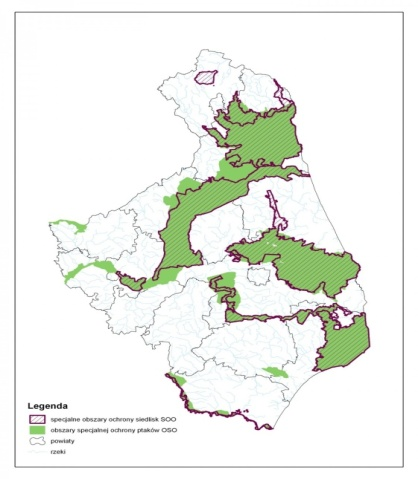 Legenda
specjalne obszary ochrony siedlisk SOO
obszary specjalnej ochrony ptaków OSO
powiaty
rzeki